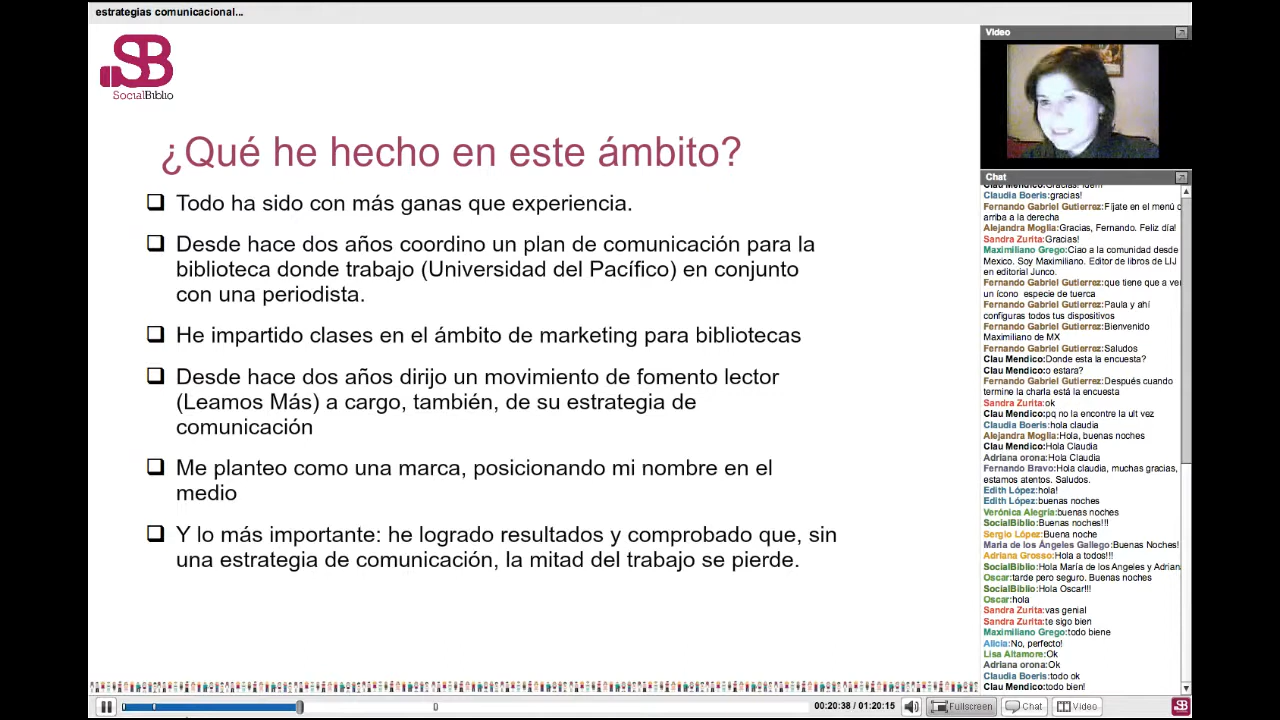 estrategias comunicacional...
SB
SocialBiblio
¿Qué he hecho en este ámbito?
Todo ha sido con más ganas que experiencia.
Desde hace dos años coordino un plan de comunicación para la
biblioteca donde trabajo (Universidad del Pacífico) en conjunto
con una periodista.
He impartido clases en el ámbito de marketing para bibliotecas
Desde hace dos años dirijo un movimiento de fomento lector
(Leamos Más) a cargo, también, de su estrategia de
comunicación
Me planteo como una marca, posicionando mi nombre en el
medio
Y lo más importante: he logrado resultados y comprobado que, sin
una estrategia de comunicación, la mitad del trabajo se pierde.
Video
Chat
Clau Mendico:Gracias! idem
Claudia Boeris:gracias!
Fernando Gabriel Gutierrez:Fíjate en el menú d
arriba a la derecha
Alejandra Moglia:Gracias, Fernando. Feliz día!
Sandra Zurita:Gracias!
Maximiliano Grego:Ciao a la comunidad desde
Mexico. Soy Maximiliano. Editor de libros de LIJ
en editorial Junco.
Fernando Gabriel Gutierrez:que tiene que a ve
un ícono especie de tuerca
Fernando Gabriel Gutierrez:Paula y ahí
configuras todos tus dispositivos
Fernando Gabriel Gutierrez:Bienvenido
Maximiliano de MX
Fernando Gabriel Gutierrez:Saludos
Clau Mendico:Donde esta la encuesta?
Clau Mendico:o estara?
Fernando Gabriel Gutierrez:Después cuando
termine la charla está la encuesta
Sandra Zurita:ok
Clau Mendico:pq no la encontre la ult vez
Claudia Boeris:hola claudia
Alejandra Moglia:Hola, buenas noches
Clau Mendico:Hola Claudia
Adriana orona:Hola Claudia
Fernando Bravo:Hola claudia, muchas gracias,
estamos atentos. Saludos.
Edith López:hola!
Edith López:buenas noches
Verónica Alegría:buenas noches
SocialBiblio:Buenas noches!!!
Sergio López:Buena noche
Maria de los Ángeles Gallego:Buenas Noches!
Adriana Grosso:Hola a todos!!!
SocialBiblio:Hola María de los Angeles y Adrian
Oscar:tarde pero seguro. Buenas noches
SocialBiblio:Hola Oscar!!!
Oscar:hola
Sandra Zurita:vas genial
Sandra Zurita:te sigo bien
Maximiliano Grego:todo biene
Alicia:No, perfecto!
Lisa Altamore:Ok
Adriana orona:Ok
Claudia Boeris:todo ok
Clau Mendico:todo bien!
00:20:38 / 01:20:15
Fullscreen
Chat
Video
SB